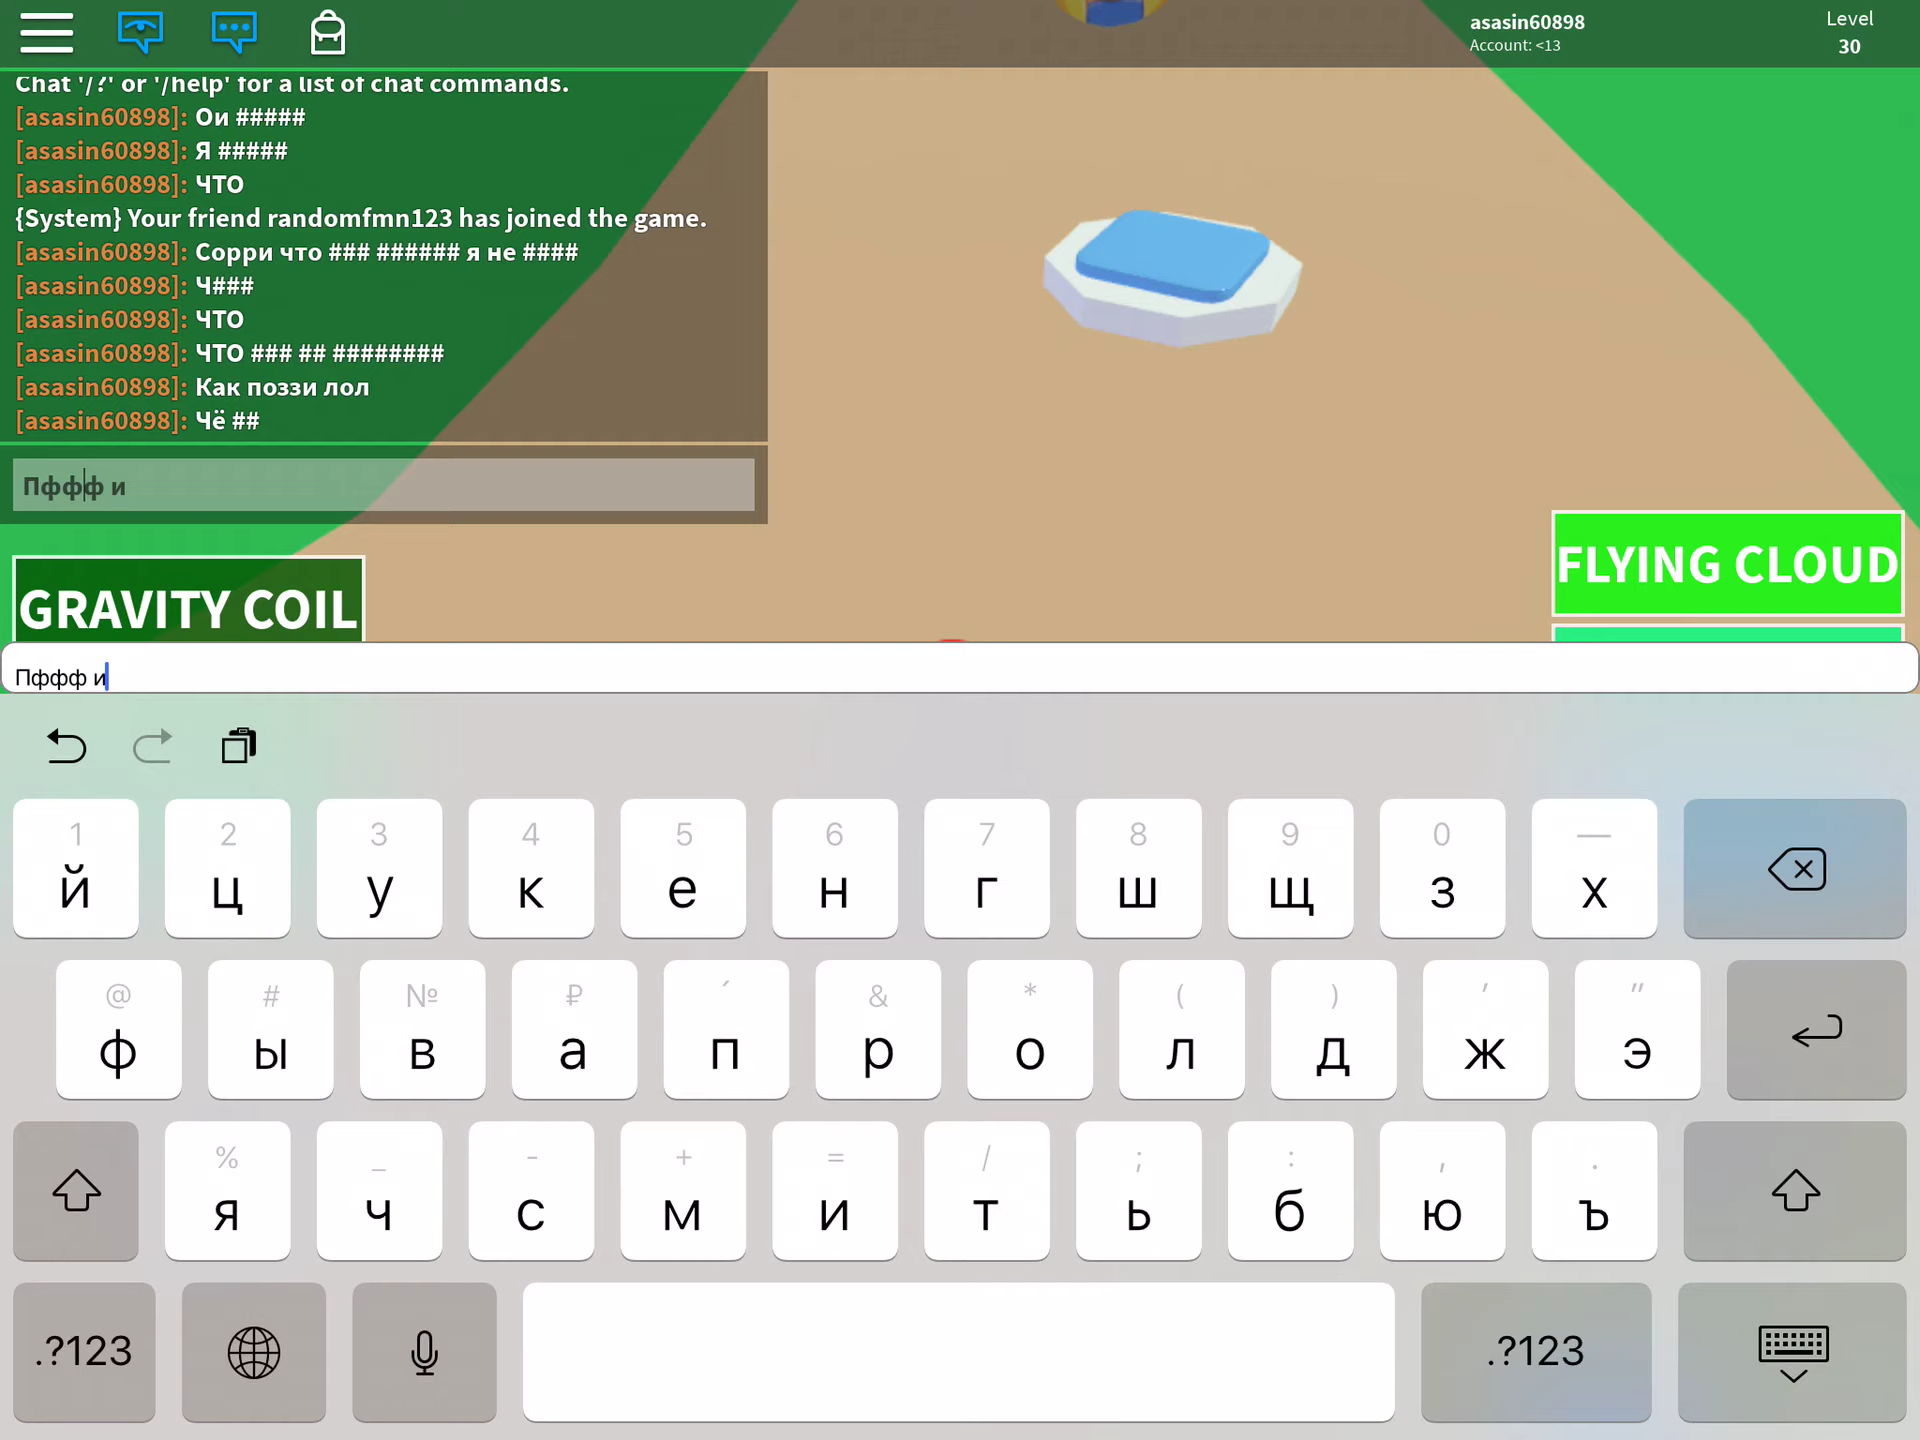 asasin60898
Account: <13
Level
30
Chat '/?' or '/help' for a list of chat commands.
[asasin60898]: Ои #####
[asasin60898]: Я #####
[asasin60898]: ЧТО
{System} Your friend randomfmn123 has joined the game.
[asasin60898]: Сорри что ### ###### я не ####
[asasin60898]: Ч###
[asasin60898]: ЧТО
[asasin60898]: ЧТО ### ## ########
[asasin60898]: Как поззи лол
[asasin60898]: Чё ##
Пффф и
GRAVITY COIL
FLYING CLOUD
Пффф и
1 2 3 4 5 6 7 8 9 0 —
й ц у к е н г ш щ з х
@ # № ₽ ′ & * ( ) ' "
ф ы в а п р о л д ж э
% _ - + = / ; : , .
я ч с м и т ь б ю ъ
.?123 .?123